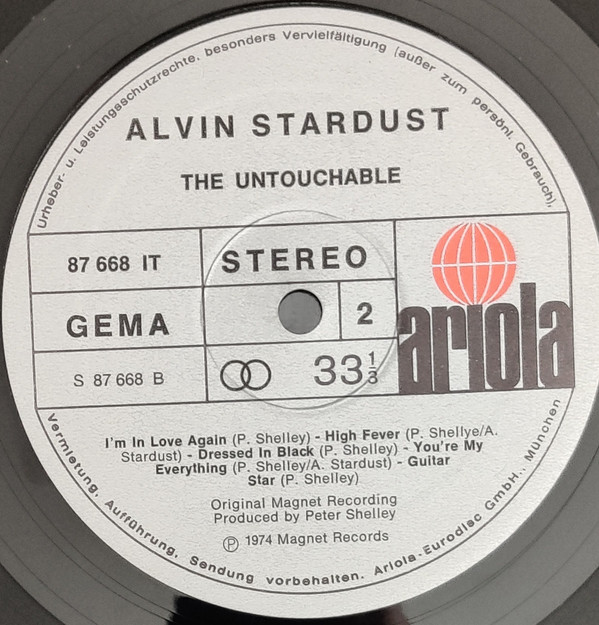 Urheber- u. Leistungsschutzrechte, besonders Vervielfältigung (außer zum persönl. Gebrauch),
ALVIN STARDUST
THE UNTOUCHABLE
87 668 IT
STEREO
GEMA
2
S 87 668 B
33 1/3
ariola
I'm In Love Again (P. Shelley) - High Fever (P. Shellye/A.
Stardust) - Dressed In Black (P. Shelley) - You're My
Everything (P. Shelley/A. Stardust) - Guitar
Star (P. Shelley)
Original Magnet Recording
Produced by Peter Shelley
Ⓟ 1974 Magnet Records
Vermietung, Aufführung, Sendung vorbehalten. Ariola-Eurodisc GmbH., München